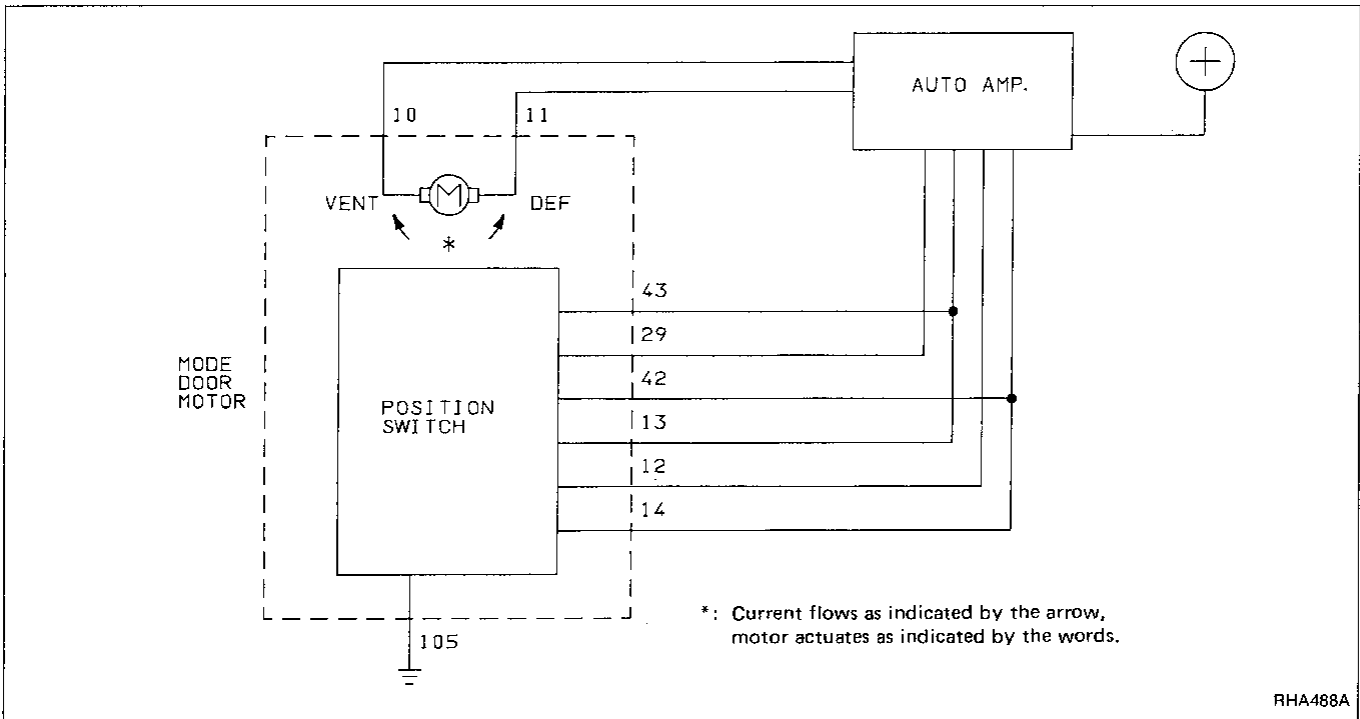 AUTO AMP.
10
11
VENT
M
DEF
*
43
29
MODE
DOOR
MOTOR
42
POSITION
SWITCH
13
12
14
*: Current flows as indicated by the arrow,
motor actuates as indicated by the words.
105
RHA488A